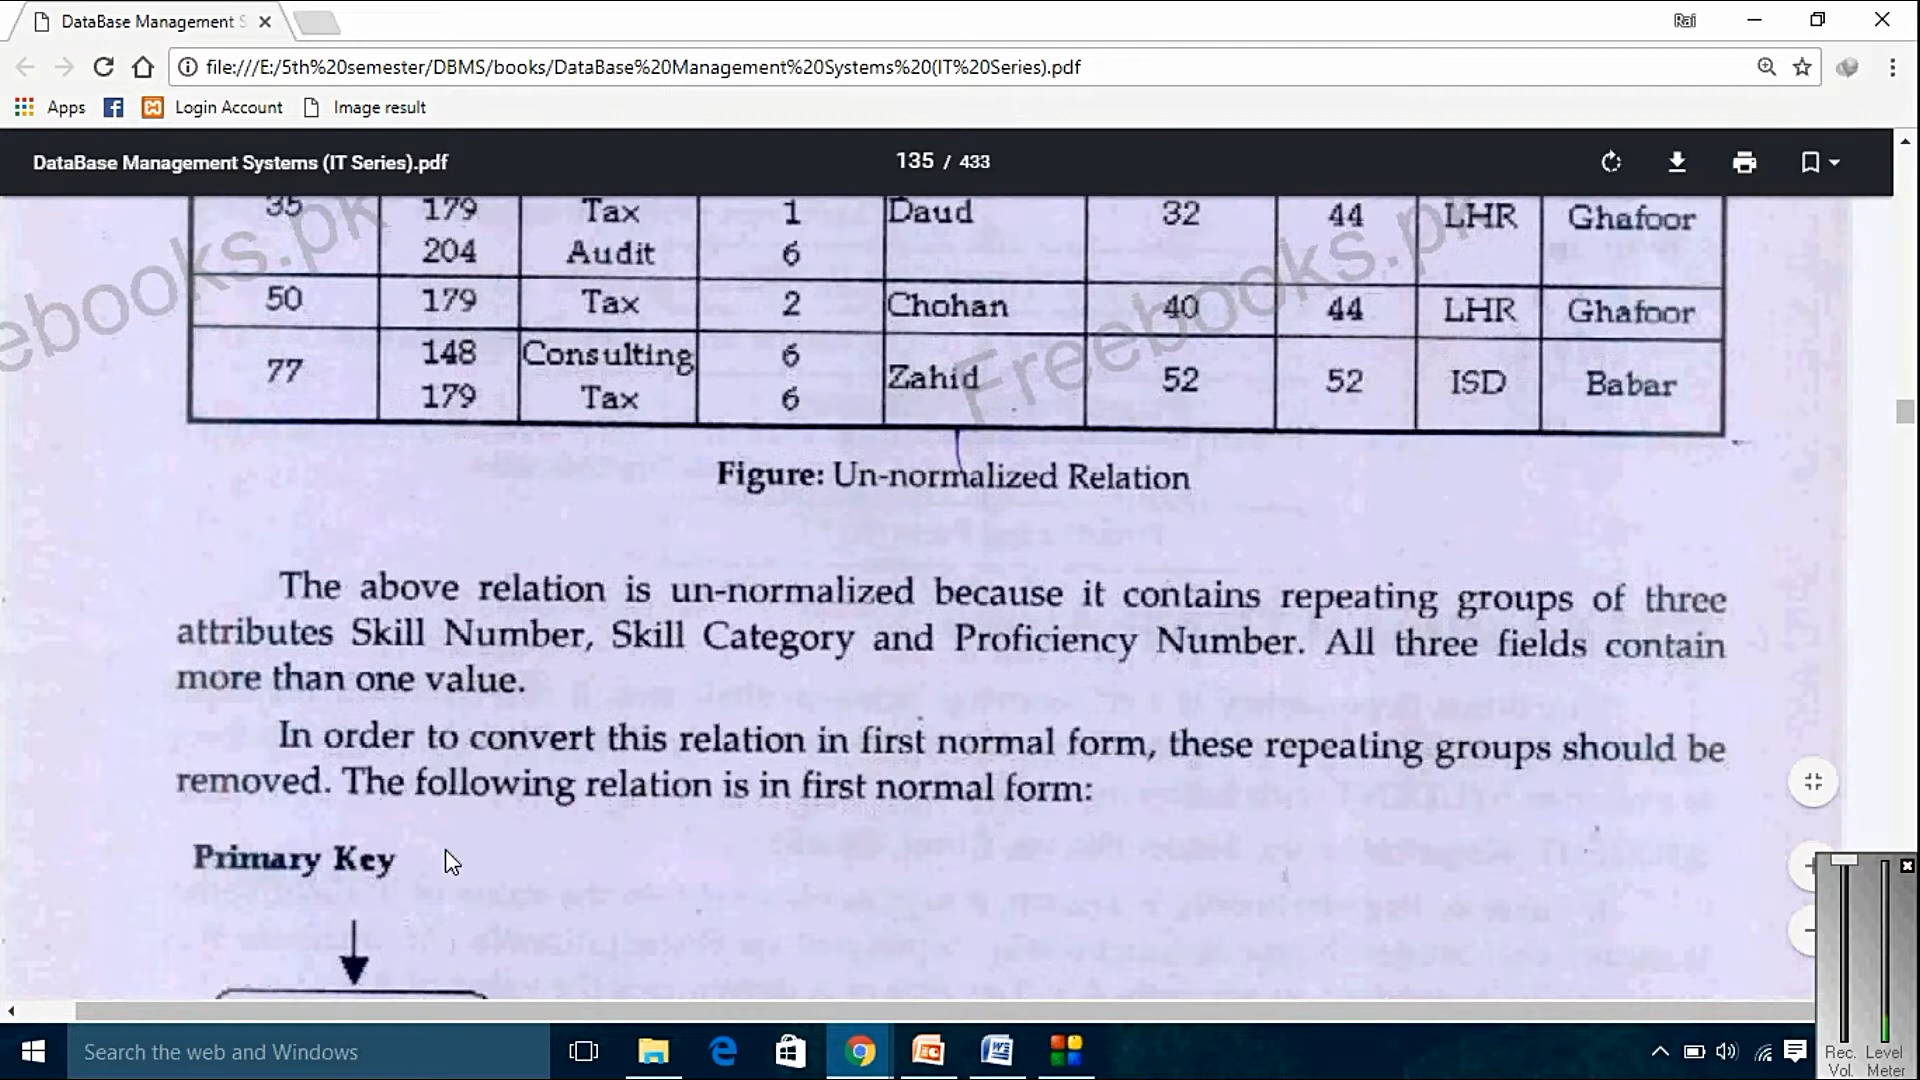 DataBase Management S
Rai
file:///E:/5th%20semester/DBMS/books/DataBase%20Management%20Systems%20(IT%20Series).pdf
Apps Login Account Image result
DataBase Management Systems (IT Series).pdf 135 / 433
35 179 Tax 1 Daud 32 44 LHR Ghafoor
204 Audit 6
50 179 Tax 2 Chohan 40 44 LHR Ghafoor
77 148 Consulting 6 Zahid 52 52 ISD Babar
179 Tax 6
ebooks.pk
Freebooks.pk
Figure: Un-normalized Relation
The above relation is un-normalized because it contains repeating groups of three
attributes Skill Number, Skill Category and Proficiency Number. All three fields contain
more than one value.
In order to convert this relation in first normal form, these repeating groups should be
removed. The following relation is in first normal form:
Primary Key
Search the web and Windows
Rec. Level
Vol. Meter